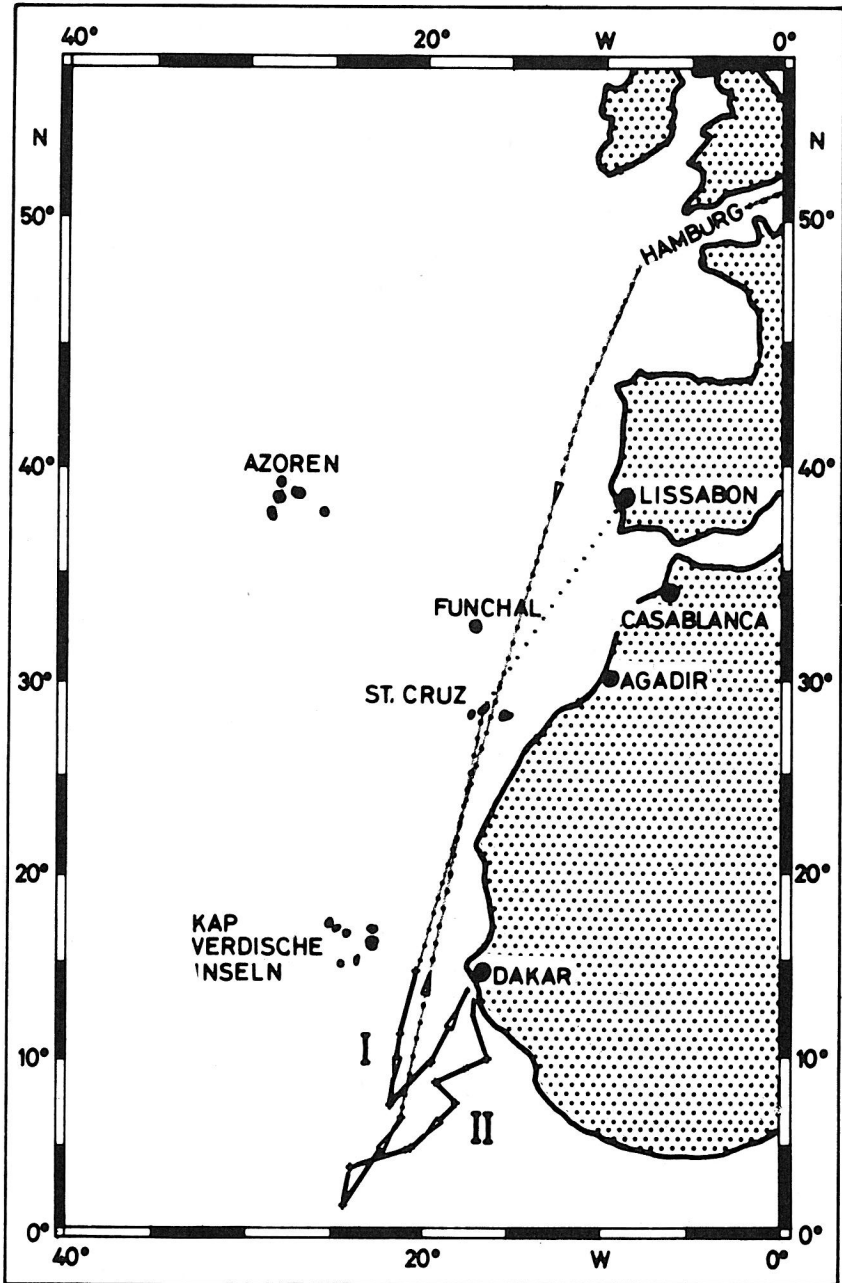 40° 20° W 0°
N N
50° 50°
HAMBURG
40° 40°
AZOREN
LISSABON
FUNCHAL
CASABLANCA
30° 30°
ST. CRUZ
AGADIR
20° 20°
KAP
VERDISCHE
INSELN
DAKAR
I
10° 10°
II
0° 0°
40° 20° W 0°